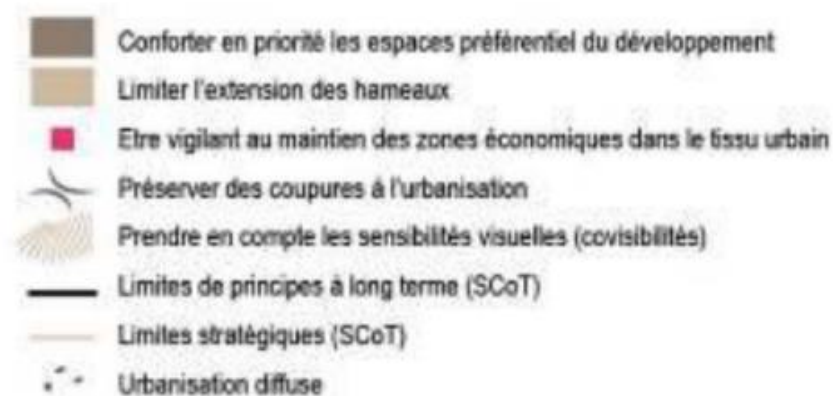 Conforter en priorité les espaces préférentiel du développement
Limiter l'extension des hameaux
Etre vigilant au maintien des zones économiques dans le tissu urbain
Préserver des coupures à l'urbanisation
Prendre en compte les sensibilités visuelles (covisibilités)
Limites de principes à long terme (SCoT)
Limites stratégiques (SCoT)
Urbanisation diffuse